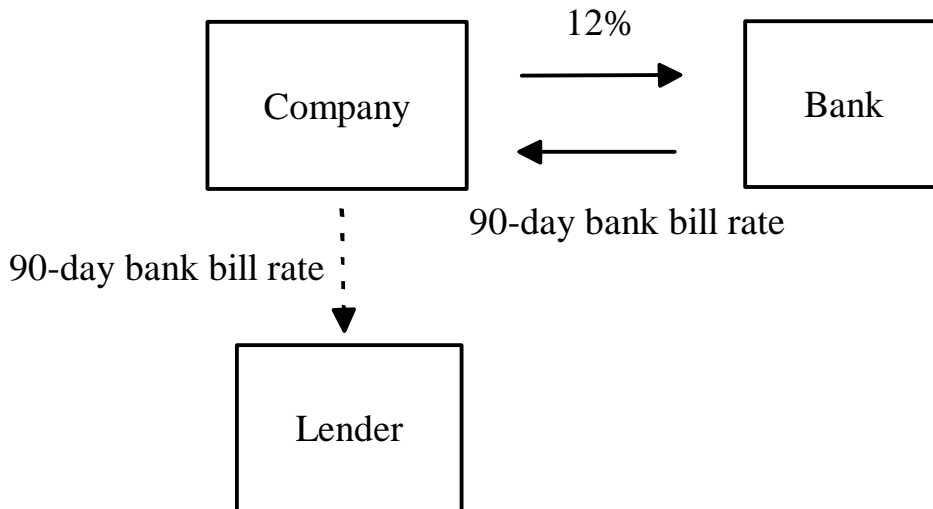 12%
Company
Bank
90-day bank bill rate
90-day bank bill rate
Lender